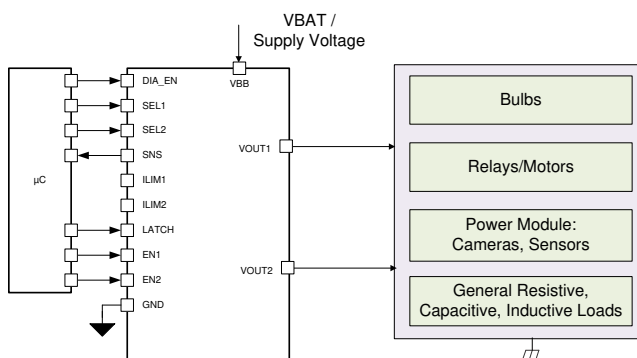 VBAT /
Supply Voltage
VBB
µC
DIA_EN
SEL1
SEL2
SNS
ILIM1
ILIM2
LATCH
EN1
EN2
GND
VOUT1
VOUT2
Bulbs
Relays/Motors
Power Module:
Cameras, Sensors
General Resistive,
Capacitive, Inductive Loads